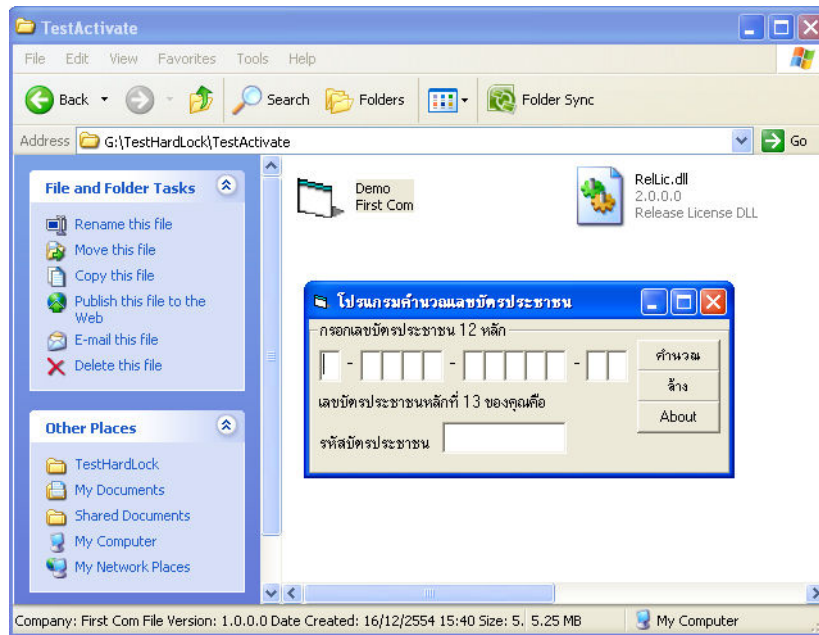 TestActivate
File Edit View Favorites Tools Help
Back Search Folders Folder Sync
Address G:\TestHardLock\TestActivate Go
File and Folder Tasks
Rename this file
Move this file
Copy this file
Publish this file to the
Web
E-mail this file
Delete this file
Other Places
TestHardLock
My Documents
Shared Documents
My Computer
My Network Places
Demo
First Com
RelLic.dll
2.0.0.0
Release License DLL
โปรแกรมคำนวณเลขบัตรประชาชน
กรอกเลขบัตรประชาชน 12 หลัก
- - -
คำนวณ
ล้าง
About
เลขบัตรประชาชนหลักที่ 13 ของคุณคือ
รหัสบัตรประชาชน
Company: First Com File Version: 1.0.0.0 Date Created: 16/12/2554 15:40 Size: 5. 5.25 MB My Computer